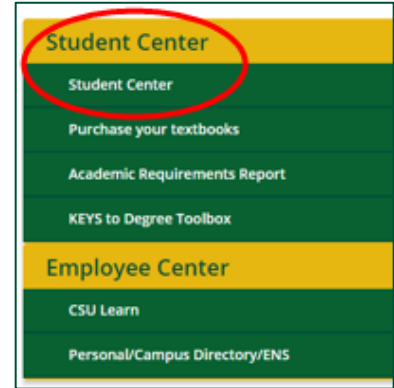 Student Center
Student Center
Purchase your textbooks
Academic Requirements Report
KEYS to Degree Toolbox
Employee Center
CSU Learn
Personal/Campus Directory/ENS